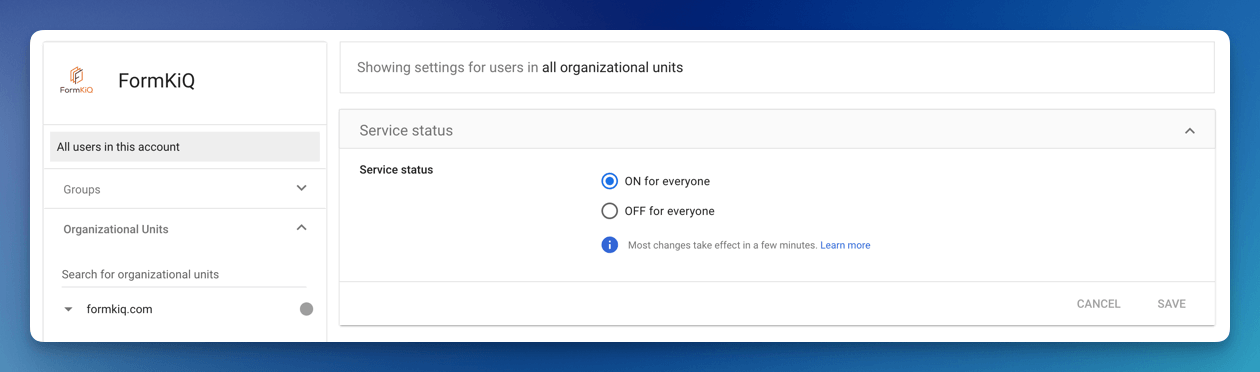 FormKiQ
FormKiQ
All users in this account
Groups
Organizational Units
Search for organizational units
formkiq.com
Showing settings for users in all organizational units
Service status
Service status
ON for everyone
OFF for everyone
Most changes take effect in a few minutes. Learn more
CANCEL
SAVE